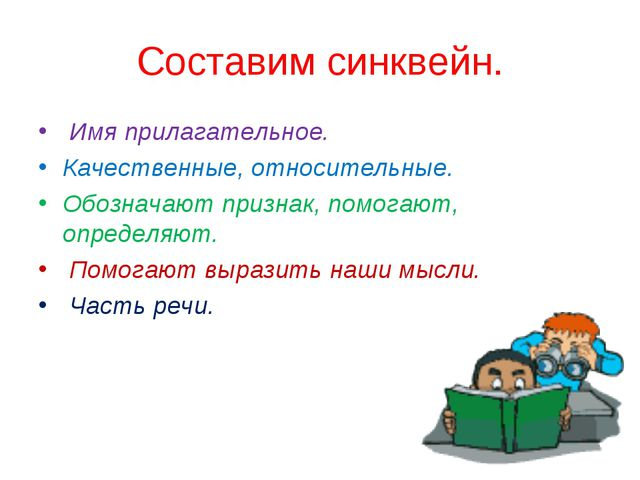 Составим синквейн.
• Имя прилагательное.
• Качественные, относительные.
• Обозначают признак, помогают,
определяют.
• Помогают выразить наши мысли.
• Часть речи.